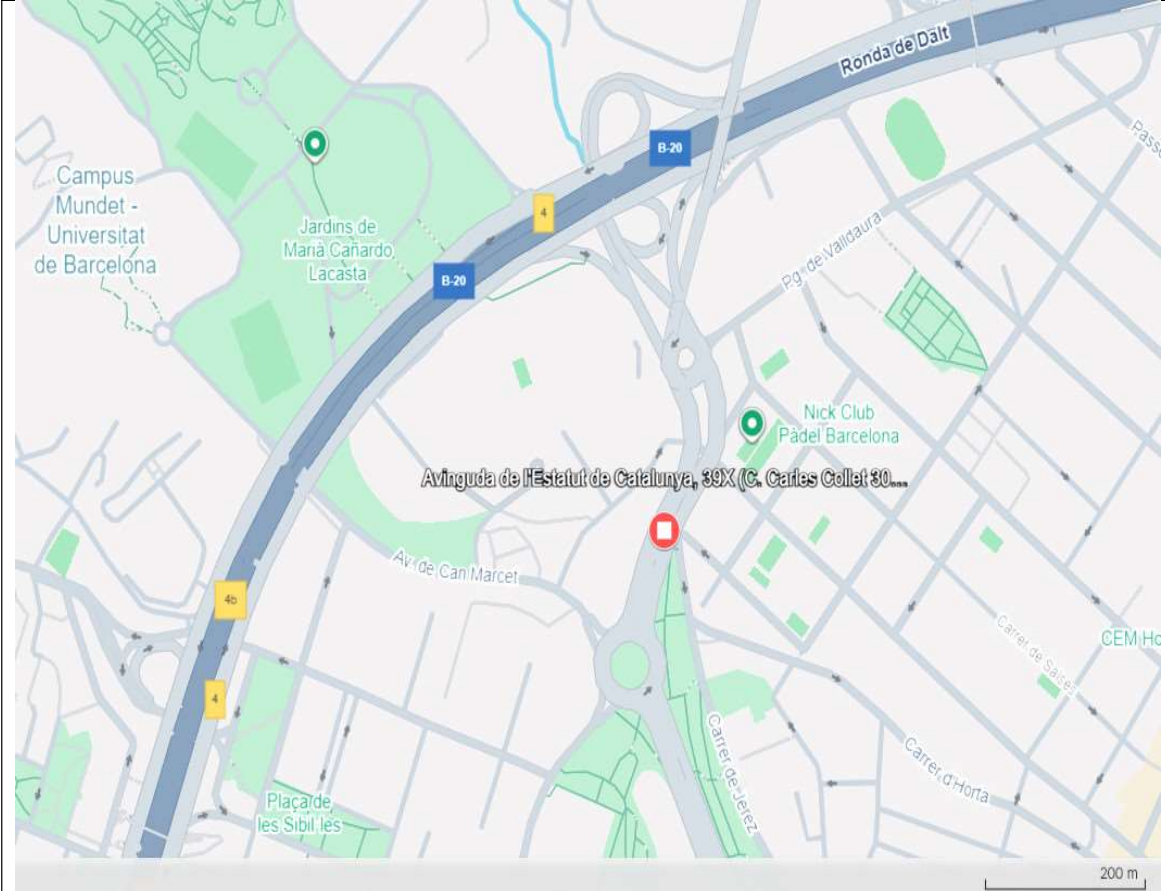 Ronda de Dalt
B-20
Passe
Campus
Mundet -
Universitat
de Barcelona
4
Jardins de
Marià Cañardo
Lacasta
Pg. de Valldaura
B-20
Nick Club
Pàdel Barcelona
Avinguda de l'Estatut de Catalunya, 39X (C. Carles Collet 30...
Av. de Can Marcet
4b
Carrer de Saises
CEM Ho
4
Carrer de Jerez
Carrer d'Horta
Plaça de
les Sibil·les
200 m